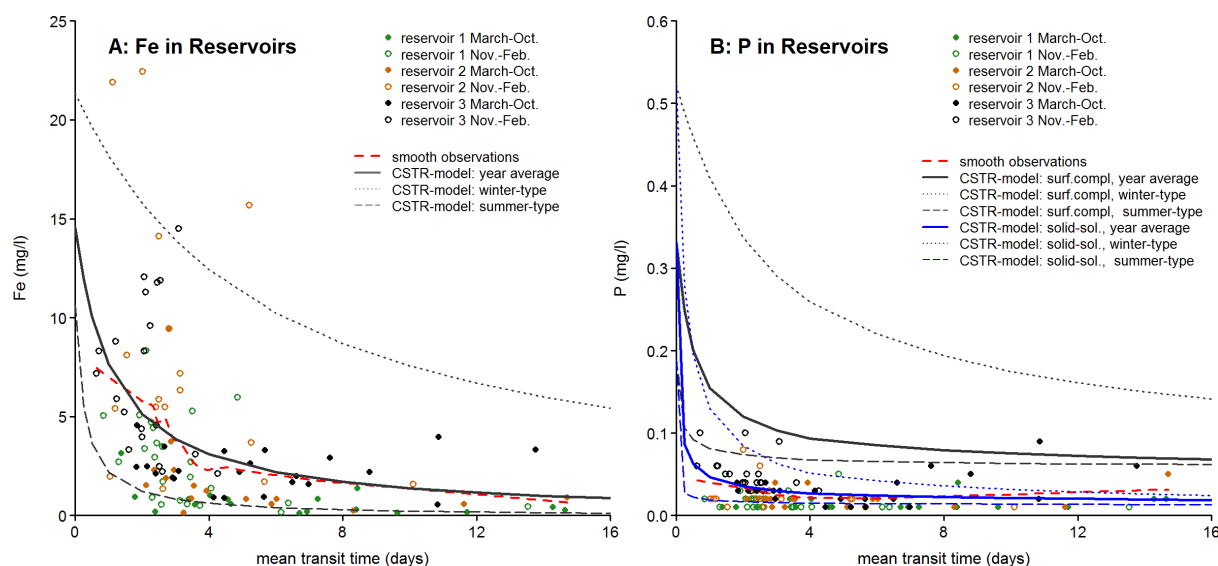 A: Fe in Reservoirs
reservoir 1 March-Oct.
reservoir 1 Nov.-Feb.
reservoir 2 March-Oct.
reservoir 2 Nov.-Feb.
reservoir 3 March-Oct.
reservoir 3 Nov.-Feb.
smooth observations
CSTR-model: year average
CSTR-model: winter-type
CSTR-model: summer-type
Fe (mg/l)
25
20
15
10
5
0
0 4 8 12 16
mean transit time (days)
B: P in Reservoirs
reservoir 1 March-Oct.
reservoir 1 Nov.-Feb.
reservoir 2 March-Oct.
reservoir 2 Nov.-Feb.
reservoir 3 March-Oct.
reservoir 3 Nov.-Feb.
smooth observations
CSTR-model: surf.compl, year average
CSTR-model: surf.compl, winter-type
CSTR-model: surf.compl, summer-type
CSTR-model: solid-sol., year average
CSTR-model: solid-sol., winter-type
CSTR-model: solid-sol., summer-type
P (mg/l)
0.6
0.5
0.4
0.3
0.2
0.1
0.0
0 4 8 12 16
mean transit time (days)